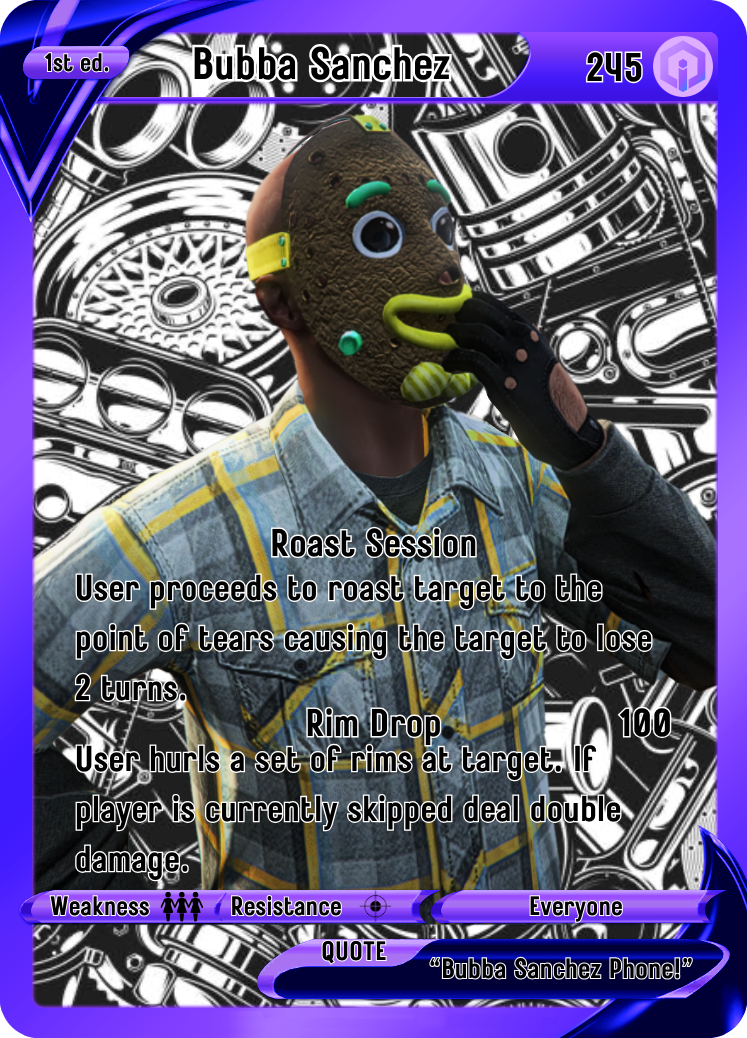 1st ed.
Bubba Sanchez
245
Roast Session
User proceeds to roast target to the
point of tears causing the target to lose
2 turns.
Rim Drop 100
User hurls a set of rims at target. If
player is currently skipped deal double
damage.
Weakness Resistance Everyone
QUOTE
“Bubba Sanchez Phone!”